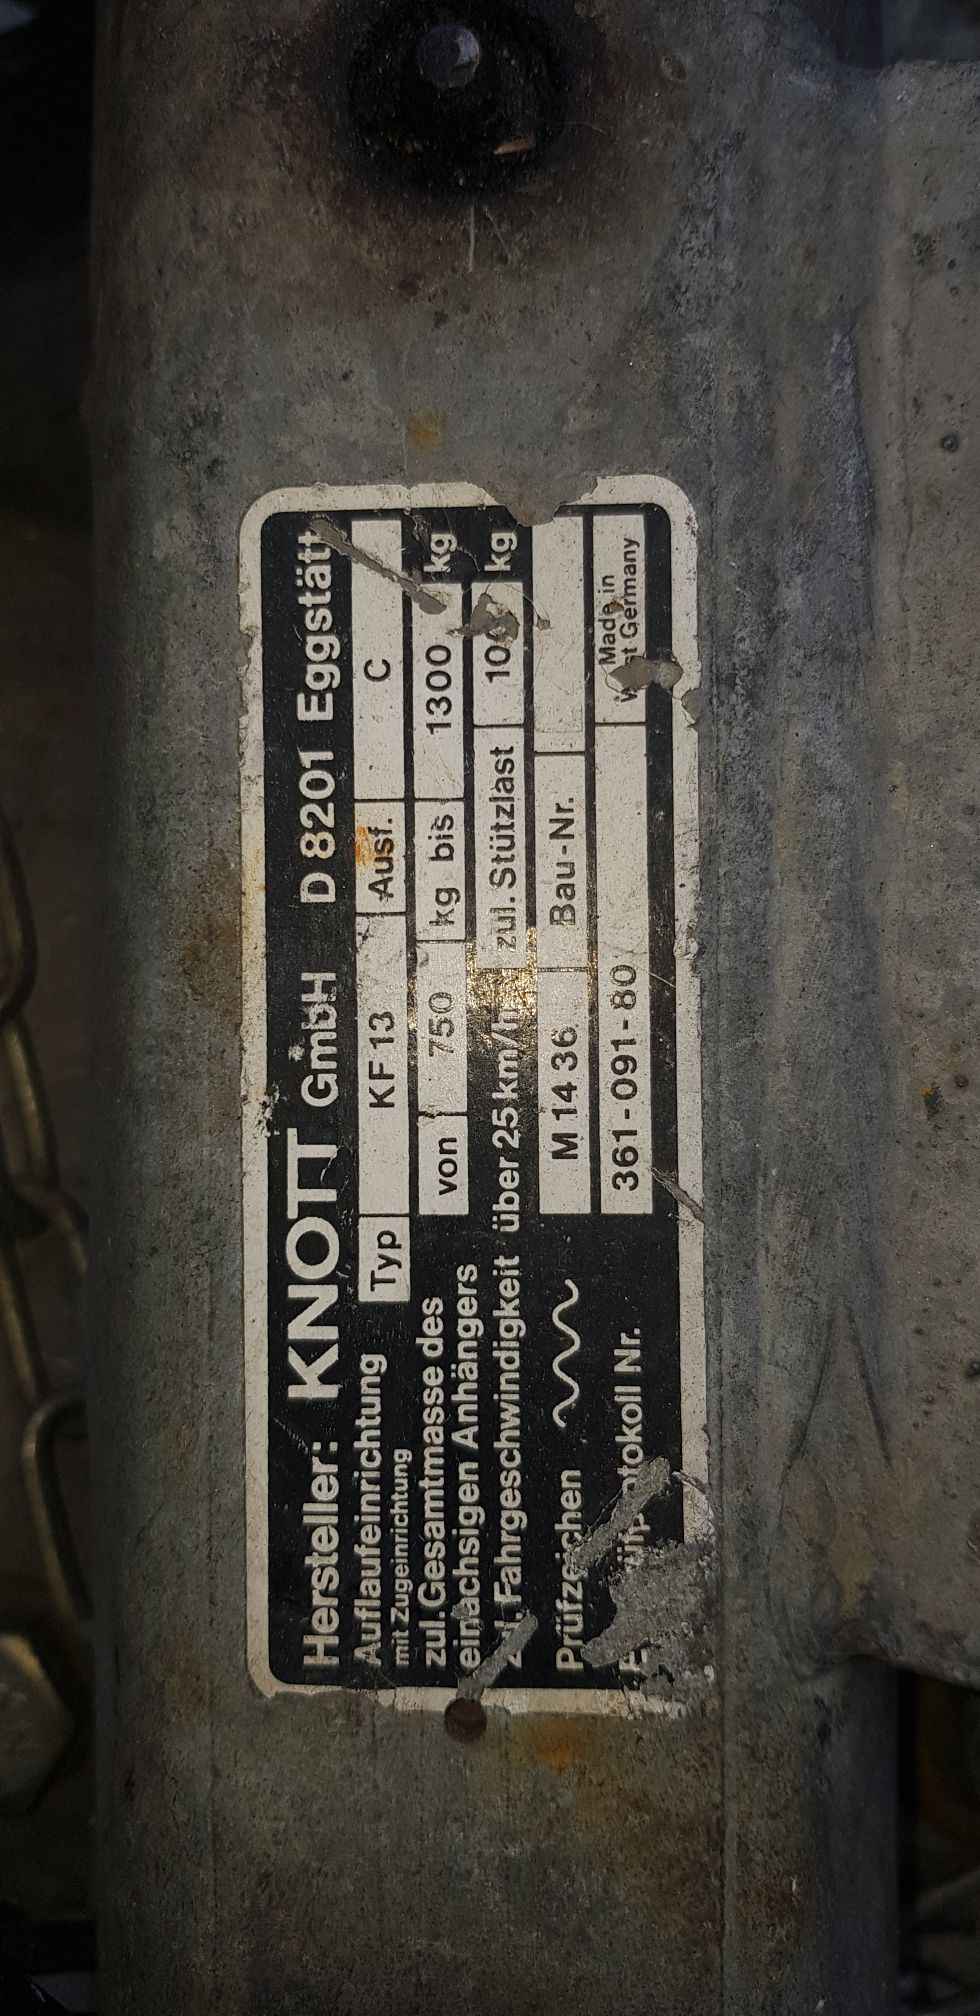 Hersteller: KNOTT GmbH D 8201 Eggstätt
Auflaufeinrichtung Typ KF 13 Ausf. C
mit Zugeinrichtung
zul. Gesamtmasse des von 750 kg bis 1300 kg
einachsigen Anhängers
Fahrgeschwindigkeit über 25 km/h zul. Stützlast kg
Prüfzeichen M 14 36 Bau-Nr.
Nr. 361-091-80 Made in Germany